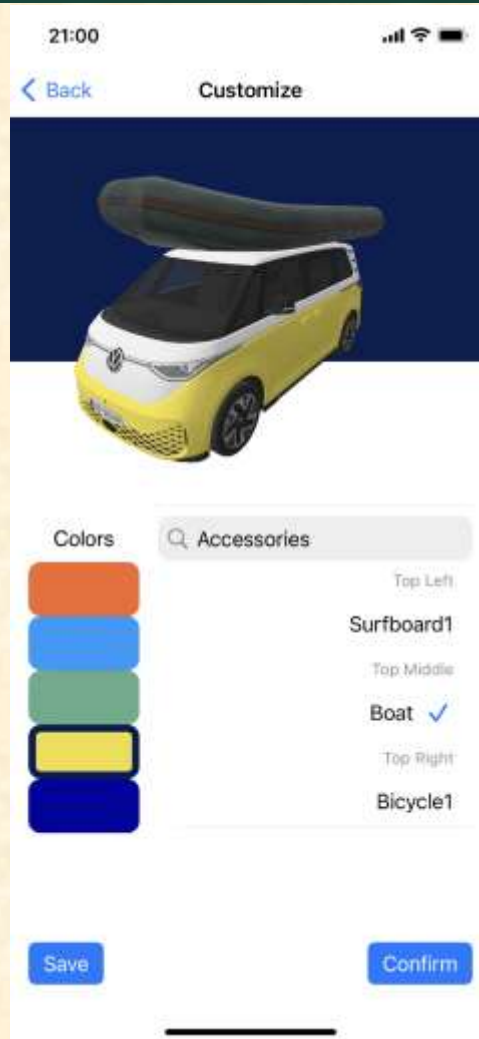 21:00
Back
Customize
Colors
Accessories
Top Left
Surfboard1
Top Middle
Boat
Top Right
Bicycle1
Save
Confirm